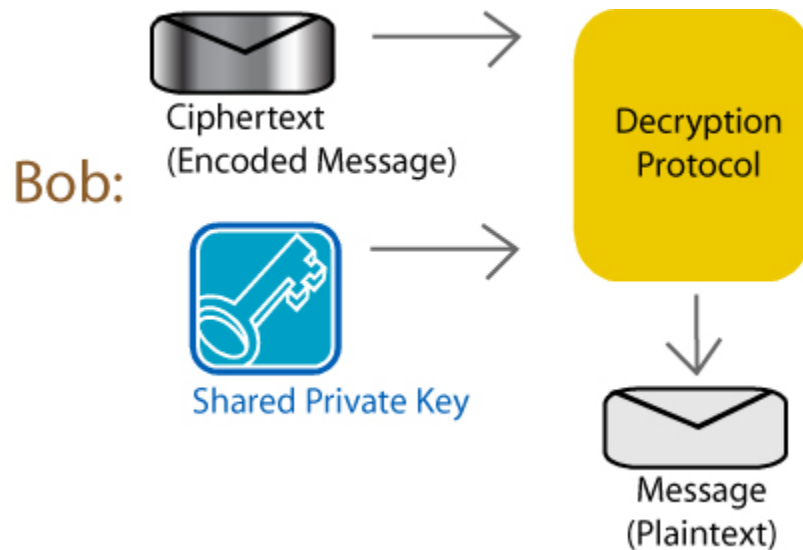 Ciphertext
(Encoded Message)
Bob:
Decryption
Protocol
Shared Private Key
Message
(Plaintext)